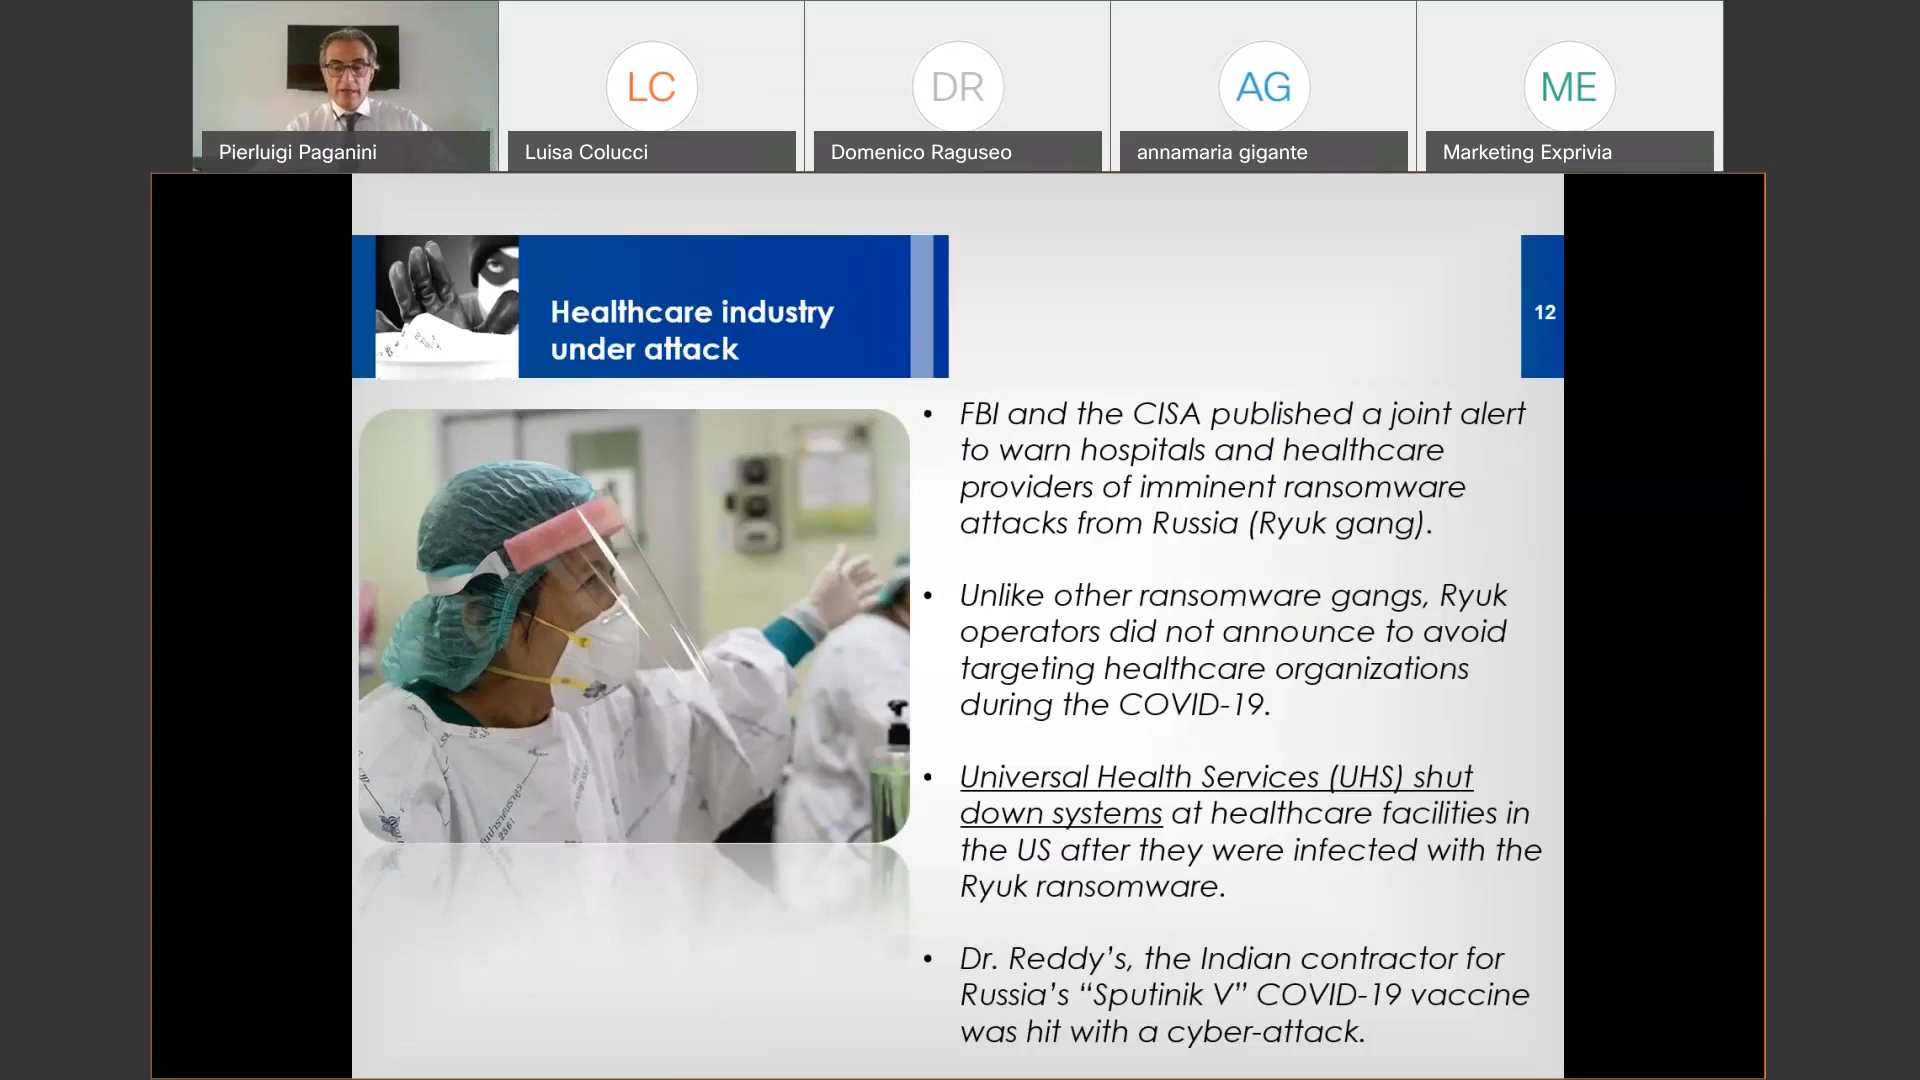 LC
DR
AG
ME
Pierluigi Paganini
Luisa Colucci
Domenico Raguseo
annamaria gigante
Marketing Exprivia
Healthcare industry
under attack
12
• FBI and the CISA published a joint alert
to warn hospitals and healthcare
providers of imminent ransomware
attacks from Russia (Ryuk gang).
• Unlike other ransomware gangs, Ryuk
operators did not announce to avoid
targeting healthcare organizations
during the COVID-19.
• Universal Health Services (UHS) shut
down systems at healthcare facilities in
the US after they were infected with the
Ryuk ransomware.
• Dr. Reddy’s, the Indian contractor for
Russia’s “Sputinik V” COVID-19 vaccine
was hit with a cyber-attack.
2561